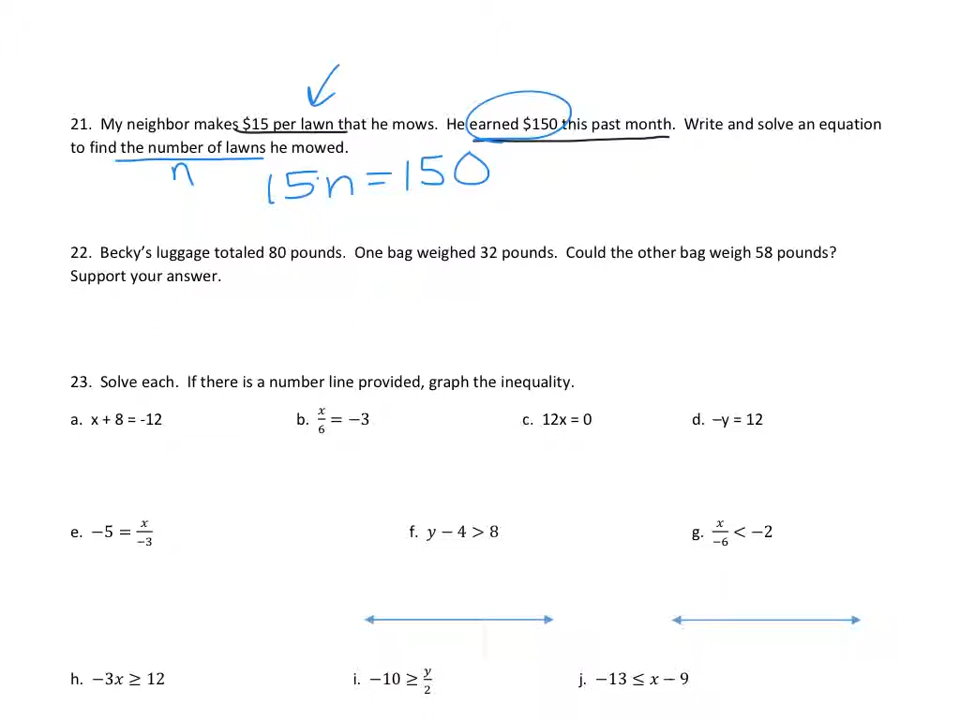 21. My neighbor makes $15 per lawn that he mows. He earned $150 this past month. Write and solve an equation
to find the number of lawns he mowed.
n 15·n=150
22. Becky’s luggage totaled 80 pounds. One bag weighed 32 pounds. Could the other bag weigh 58 pounds?
Support your answer.
23. Solve each. If there is a number line provided, graph the inequality.
a. x + 8 = -12 b. x/6 = −3 c. 12x = 0 d. –y = 12
e. −5 = x/−3 f. y − 4 > 8 g. x/−6 < −2
h. −3x ≥ 12 i. −10 ≥ y/2 j. −13 ≤ x − 9